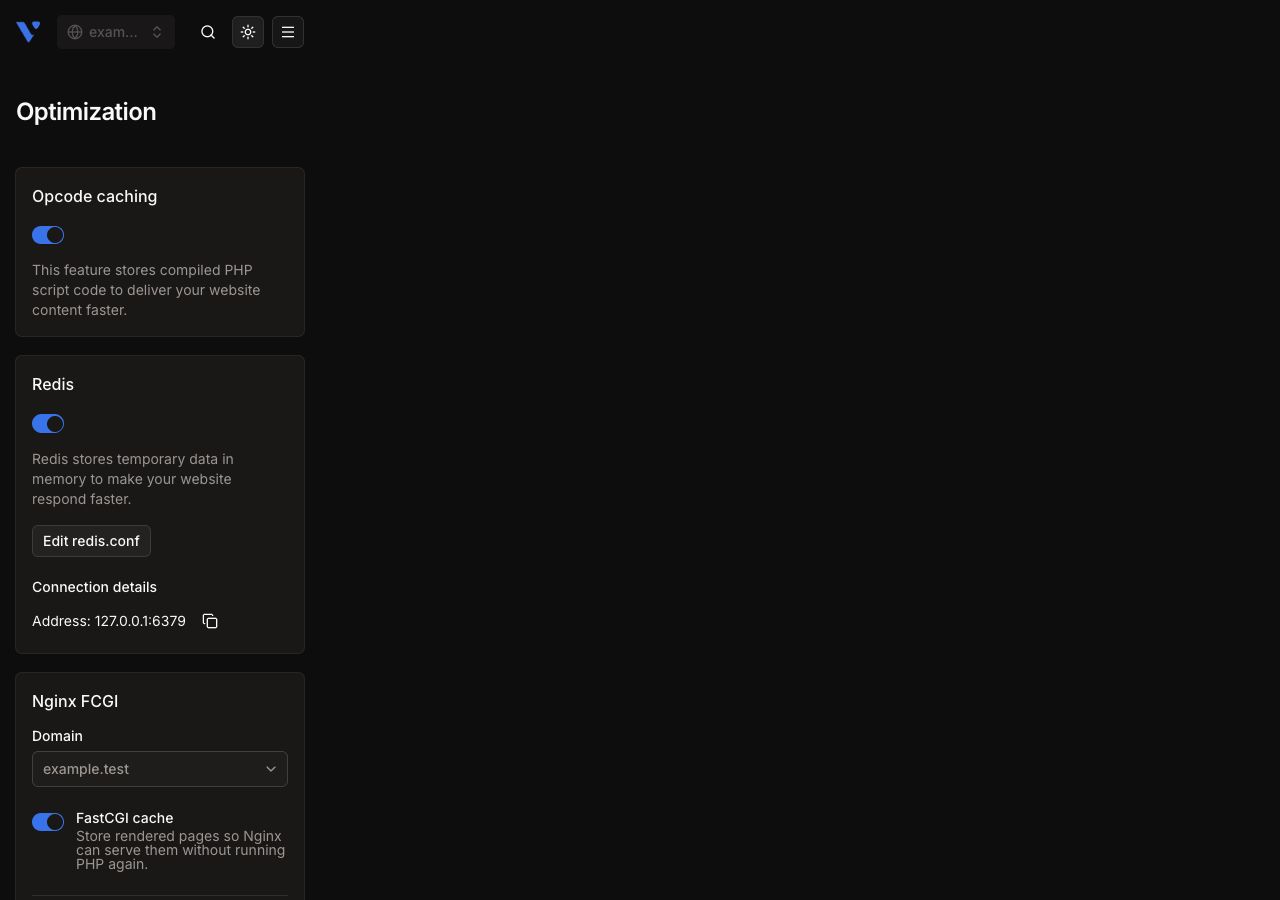 exam...
Optimization
Opcode caching
This feature stores compiled PHP
script code to deliver your website
content faster.
Redis
Redis stores temporary data in
memory to make your website
respond faster.
Edit redis.conf
Connection details
Address: 127.0.0.1:6379
Nginx FCGI
Domain
example.test
FastCGI cache
Store rendered pages so Nginx
can serve them without running
PHP again.